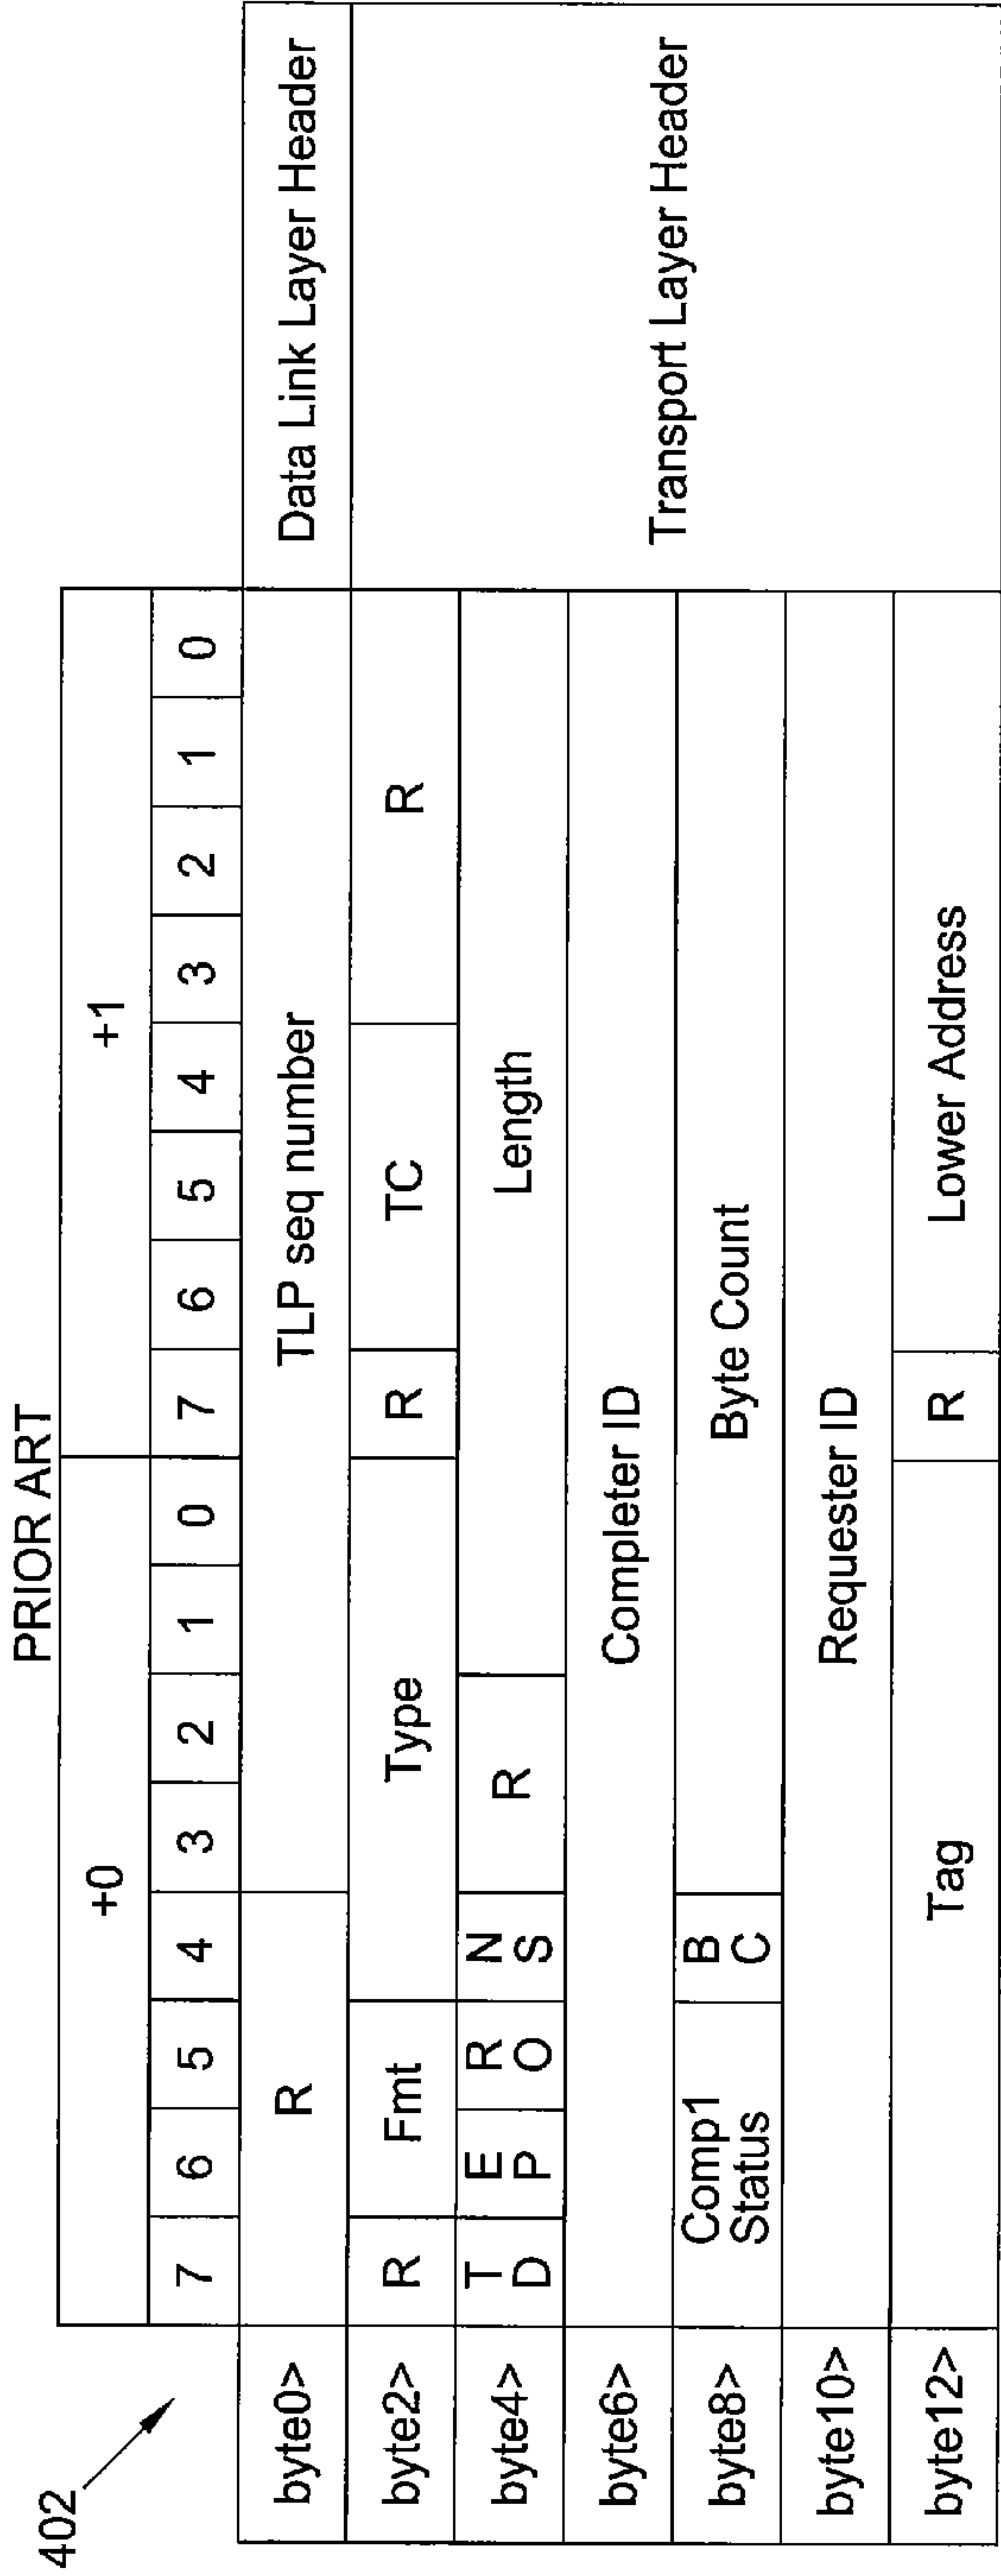 402
PRIOR ART
+0 +1
7 6 5 4 3 2 1 0 7 6 5 4 3 2 1 0
byte0> R TLP seq number Data Link Layer Header
byte2> R Fmt Type R TC R
byte4> T D E P R O N S R Length
byte6> Completer ID Transport Layer Header
byte8> Comp1 Status B C Byte Count
byte10> Requester ID
byte12> Tag R Lower Address